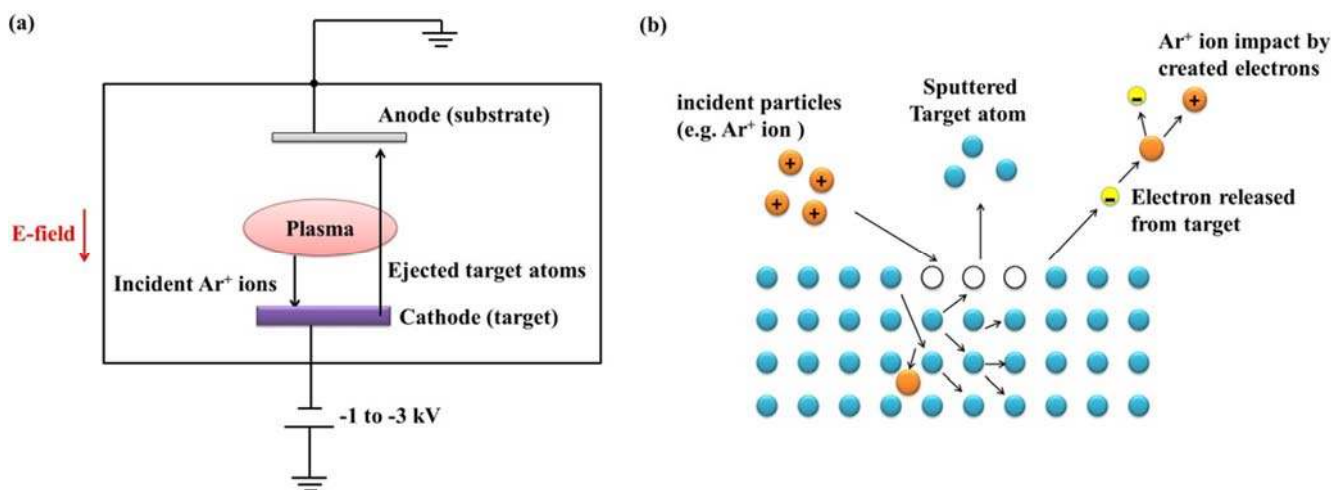 (a)
Anode (substrate)
E-field
Plasma
Incident Ar⁺ ions
Ejected target atoms
Cathode (target)
-1 to -3 kV
(b)
incident particles
(e.g. Ar⁺ ion )
Sputtered
Target atom
Ar⁺ ion impact by
created electrons
Electron released
from target
+
+
+
+
-
+
-